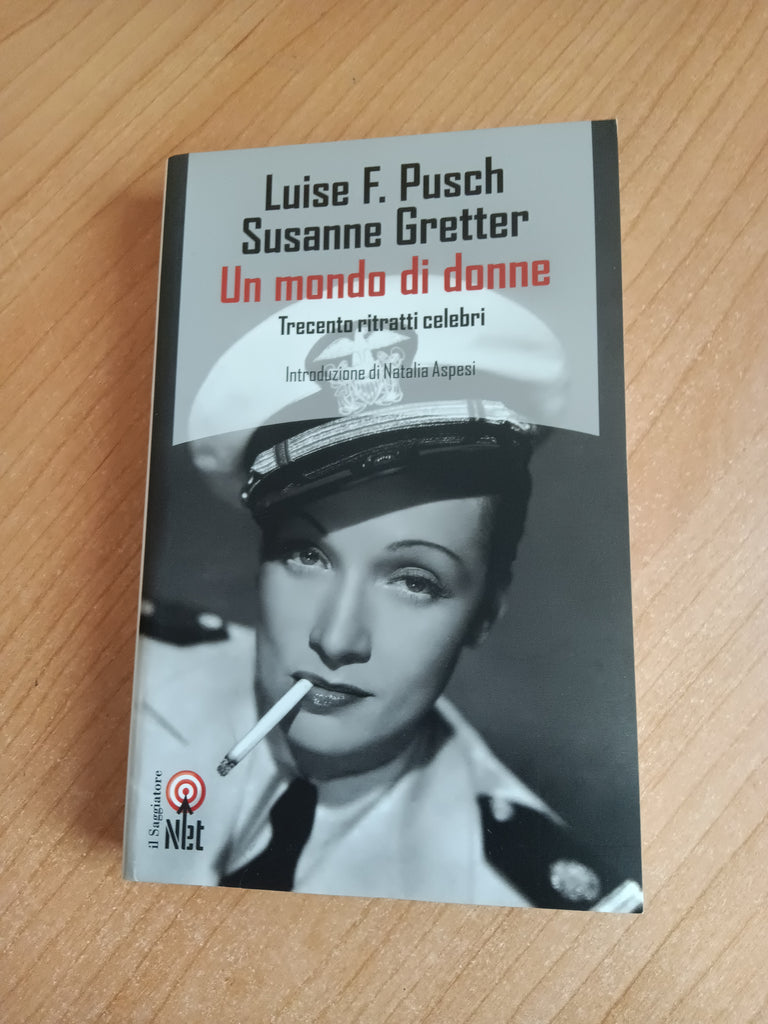 Luise F. Pusch
Susanne Gretter
Un mondo di donne
Trecento ritratti celebri
Introduzione di Natalia Aspesi
il Saggiatore
Net